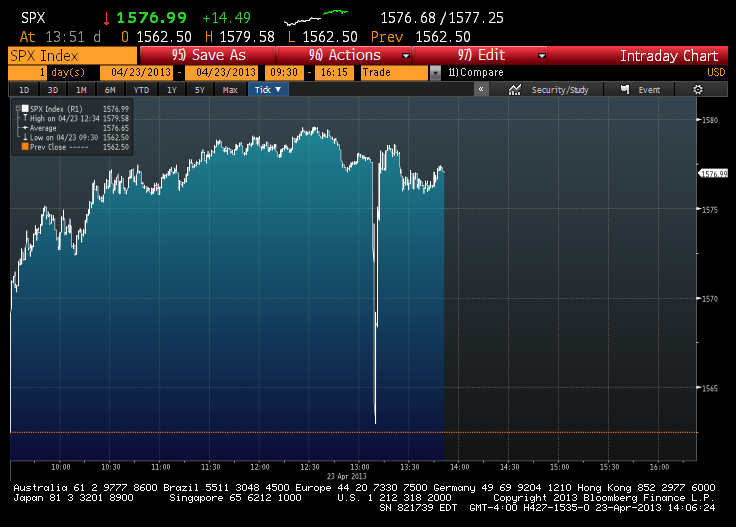 SPX ↓ 1576.99 +14.49 1576.68 /1577.25
At 13:51 d O 1562.50 H 1579.58 L 1562.50 Prev 1562.50
SPX Index 95) Save As 96) Actions 97) Edit Intraday Chart
1 day(s) 04/23/2013 - 04/23/2013 09:30 - 16:15 Trade 11) Compare USD
1D 3D 1M 6M YTD 1Y 5Y Max Tick ▼ « Security/Study Event
SPX Index (R1) 1576.99
High on 04/23 12:34 1579.58
Average 1576.65
Low on 04/23 09:30 1562.50
Prev Close ----- 1562.50
1580
1576.99
1575
1570
1565
10:00 10:30 11:00 11:30 12:00 12:30 13:00 13:30 14:00 14:30 15:00 15:30 16:00
23 Apr 2013
Australia 61 2 9777 8600 Brazil 5511 3048 4500 Europe 44 20 7330 7500 Germany 49 69 9204 1210 Hong Kong 852 2977 6000
Japan 81 3 3201 8900 Singapore 65 6212 1000 U.S. 1 212 318 2000 Copyright 2013 Bloomberg Finance L.P.
SN 821739 EDT GMT-4:00 H427-1535-0 23-Apr-2013 14:06:24